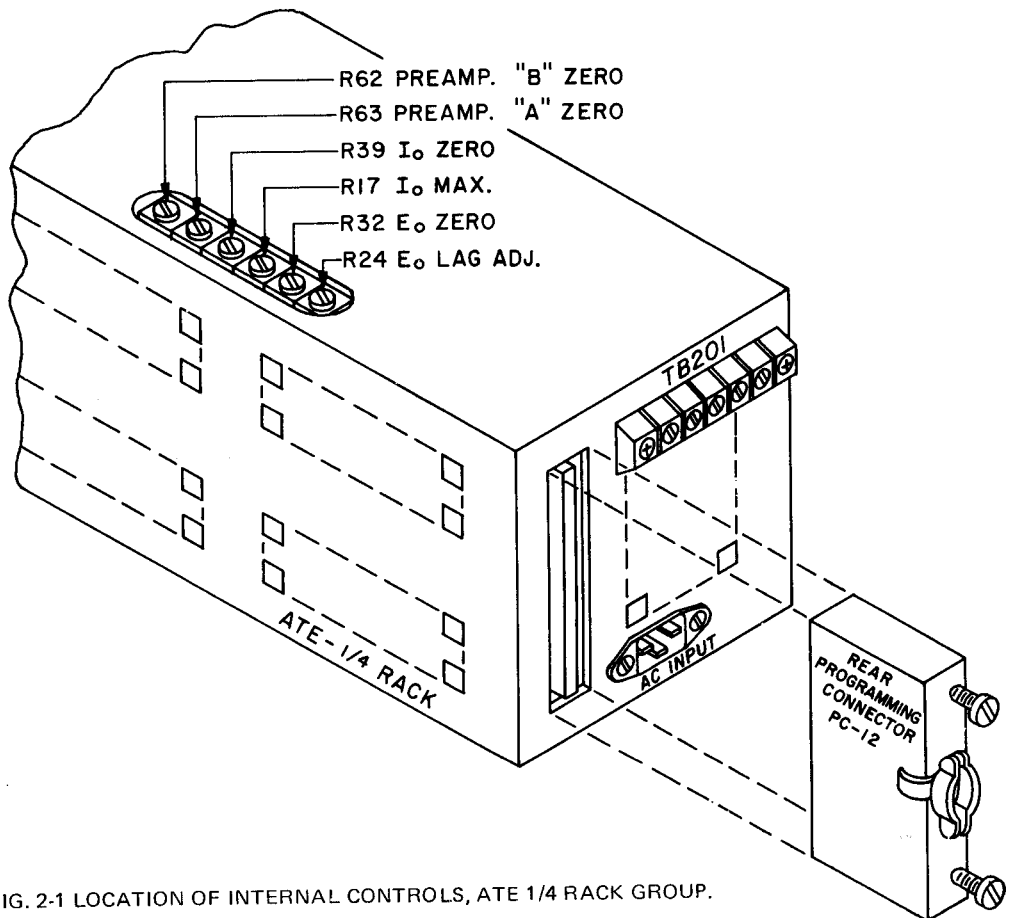 R62 PREAMP. "B" ZERO
R63 PREAMP. "A" ZERO
R39 Io ZERO
R17 Io MAX.
R32 Eo ZERO
R24 Eo LAG ADJ.
TB201
ATE-1/4 RACK
AC INPUT
REAR
PROGRAMMING
CONNECTOR
PC-12
IG. 2-1 LOCATION OF INTERNAL CONTROLS, ATE 1/4 RACK GROUP.